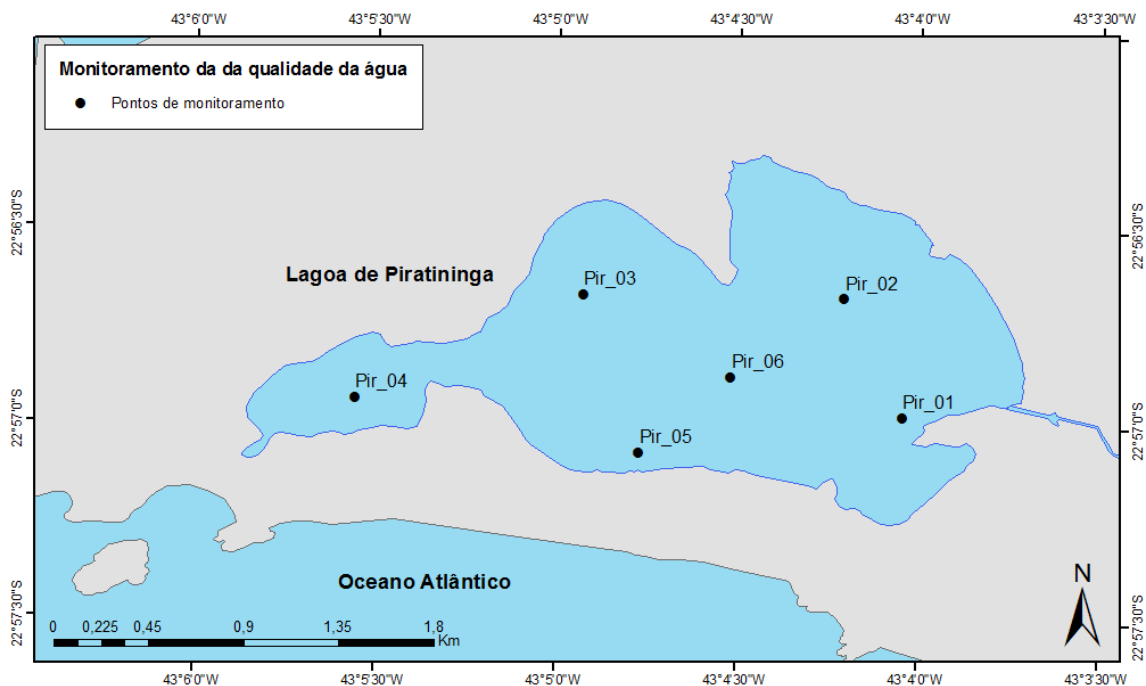 43°6'0"W 43°5'30"W 43°5'0"W 43°4'30"W 43°4'0"W 43°3'30"W
Monitoramento da da qualidade da água
Pontos de monitoramento
22°56'30"S 22°56'30"S
Lagoa de Piratininga
Pir_03
Pir_02
Pir_06
Pir_04
Pir_01
Pir_05
22°57'0"S 22°57'0"S
Oceano Atlântico
N
22°57'30"S 22°57'30"S
0 0,225 0,45 0,9 1,35 1,8
Km
43°6'0"W 43°5'30"W 43°5'0"W 43°4'30"W 43°4'0"W 43°3'30"W